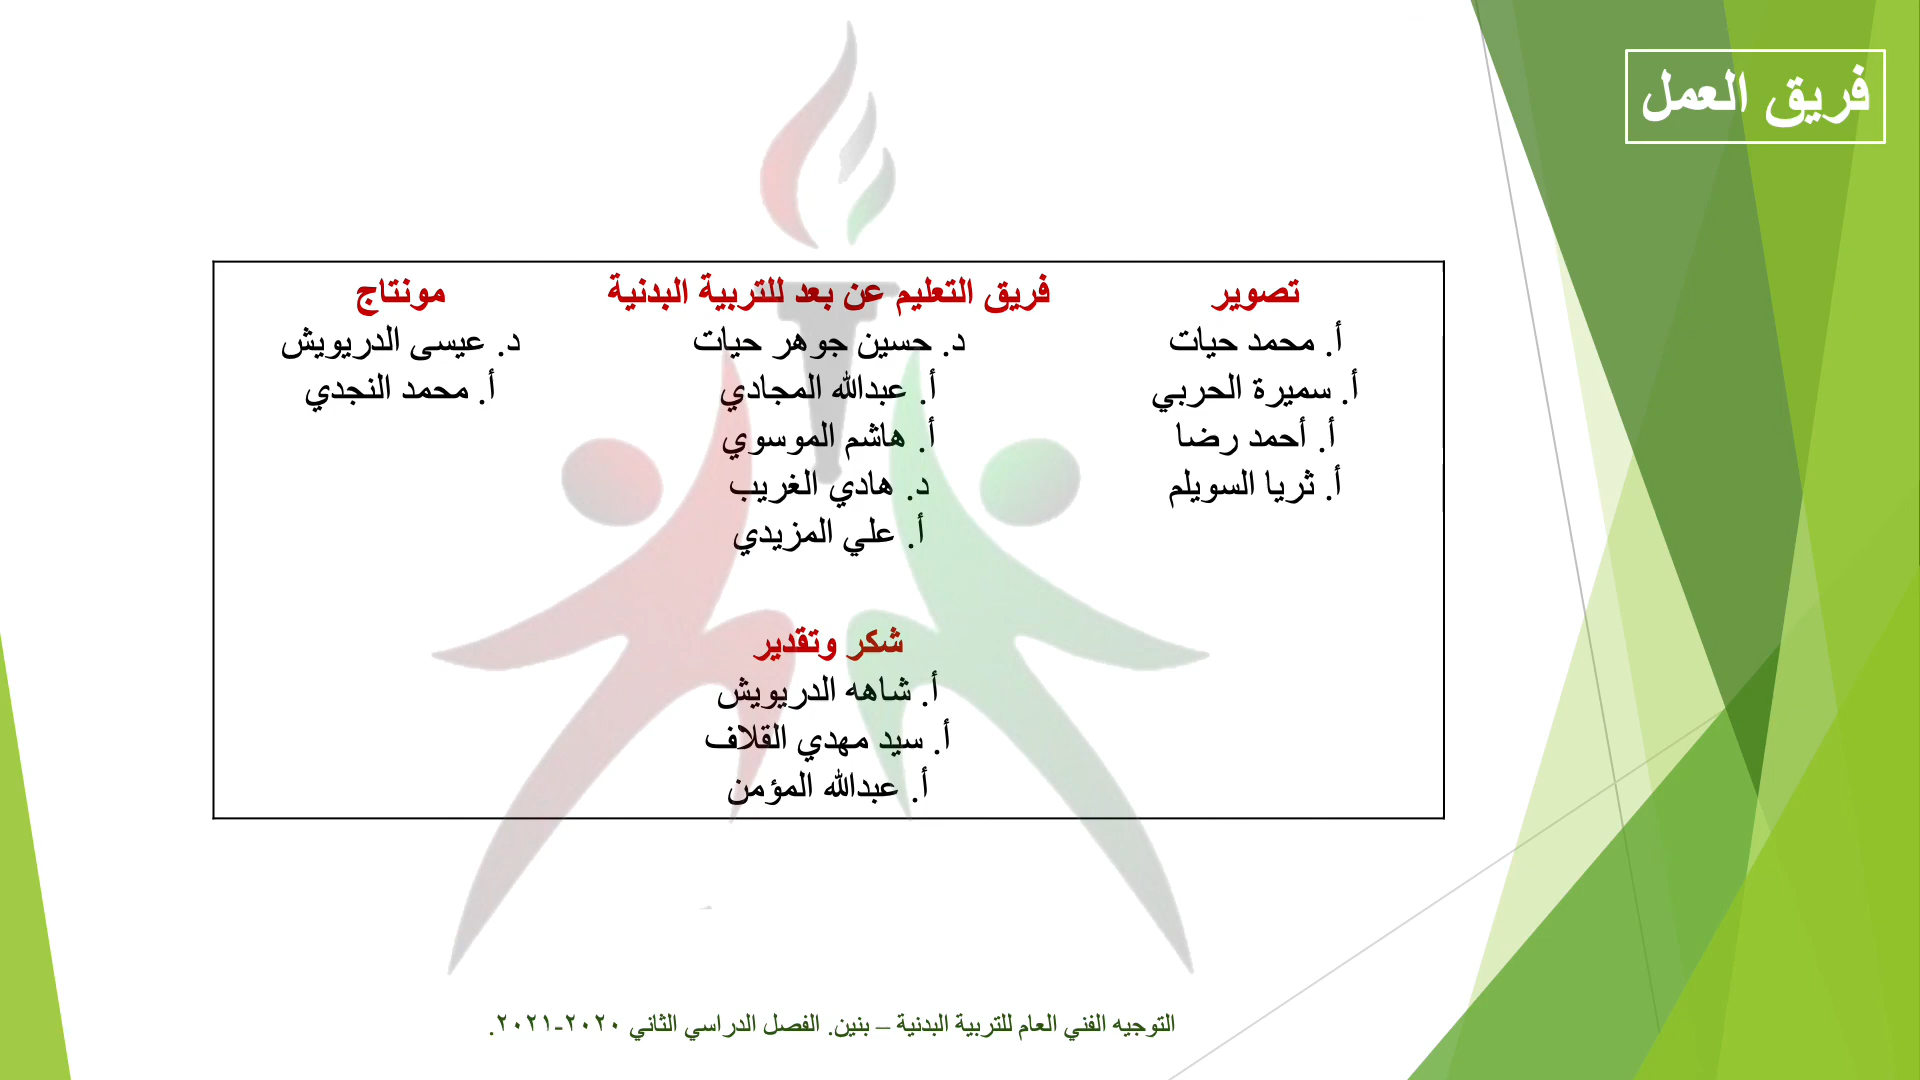 فريق العمل
تصوير
أ. محمد حيات
أ. سميرة الحربي
أ. أحمد رضا
أ. ثريا السويلم
فريق التعليم عن بعد للتربية البدنية
د. حسين جوهر حيات
أ. عبدالله المجادي
أ. هاشم الموسوي
د. هادي الغريب
أ. علي المزيدي
مونتاج
د. عيسى الدريويش
أ. محمد النجدي
شكر وتقدير
أ. شاهه الدريويش
أ. سيد مهدي القلاف
أ. عبدالله المؤمن
التوجيه الفني العام للتربية البدنية – بنين. الفصل الدراسي الثاني ٢٠٢٠-٢٠٢١.